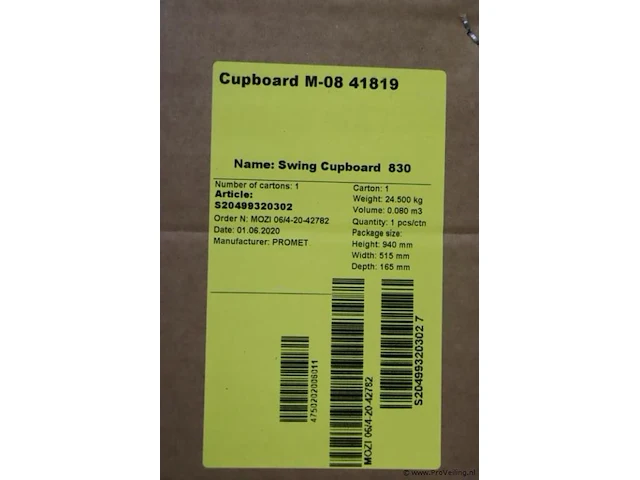 Cupboard M-08 41819
Name: Swing Cupboard 830
Number of cartons: 1
Article:
S20499320302
Order N: MOZI 06/4-20-42782
Date: 01.06.2020
Manufacturer: PROMET
Carton: 1
Weight: 24.500 kg
Volume: 0.080 m3
Quantity: 1 pcs/ctn
Package size:
Height: 940 mm
Width: 515 mm
Depth: 165 mm
4750202006011
MOZI 06/4-20-42782
S20499320302 7
© www.ProVeiling.nl